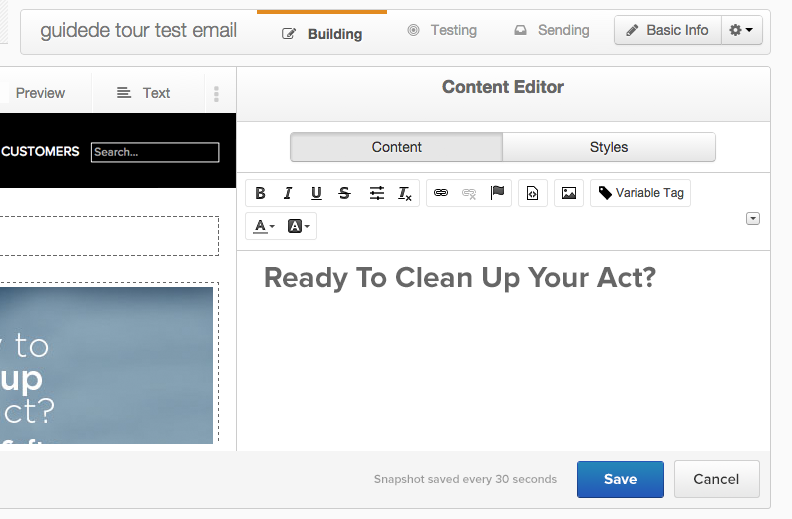 guidede tour test email
Building
Testing
Sending
Basic Info
Preview
Text
Content Editor
CUSTOMERS
Search...
Content
Styles
B I U S
Variable Tag
A A
Ready To Clean Up Your Act?
to
up
ct?
Snapshot saved every 30 seconds
Save
Cancel